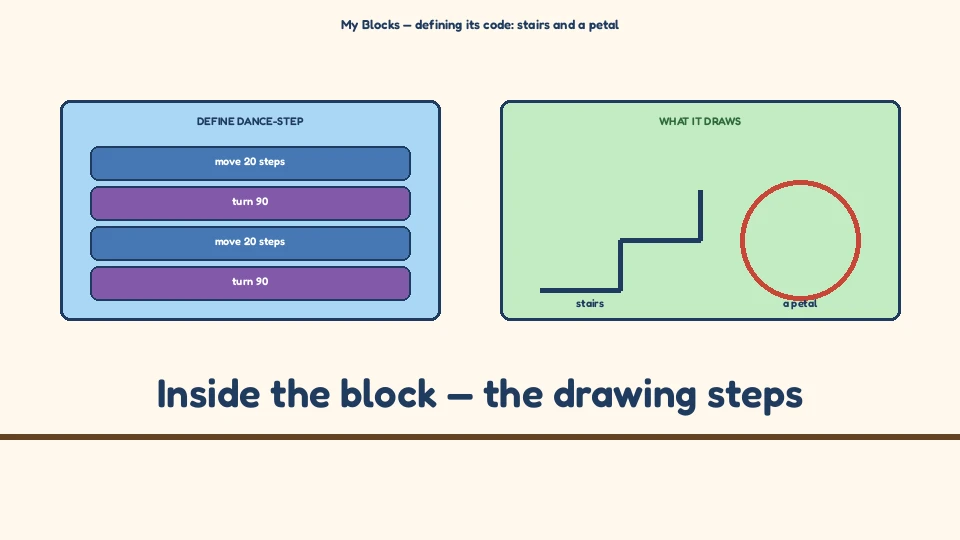 My Blocks — defining its code: stairs and a petal
DEFINE DANCE-STEP
move 20 steps
turn 90
move 20 steps
turn 90
WHAT IT DRAWS
stairs
a petal
Inside the block — the drawing steps